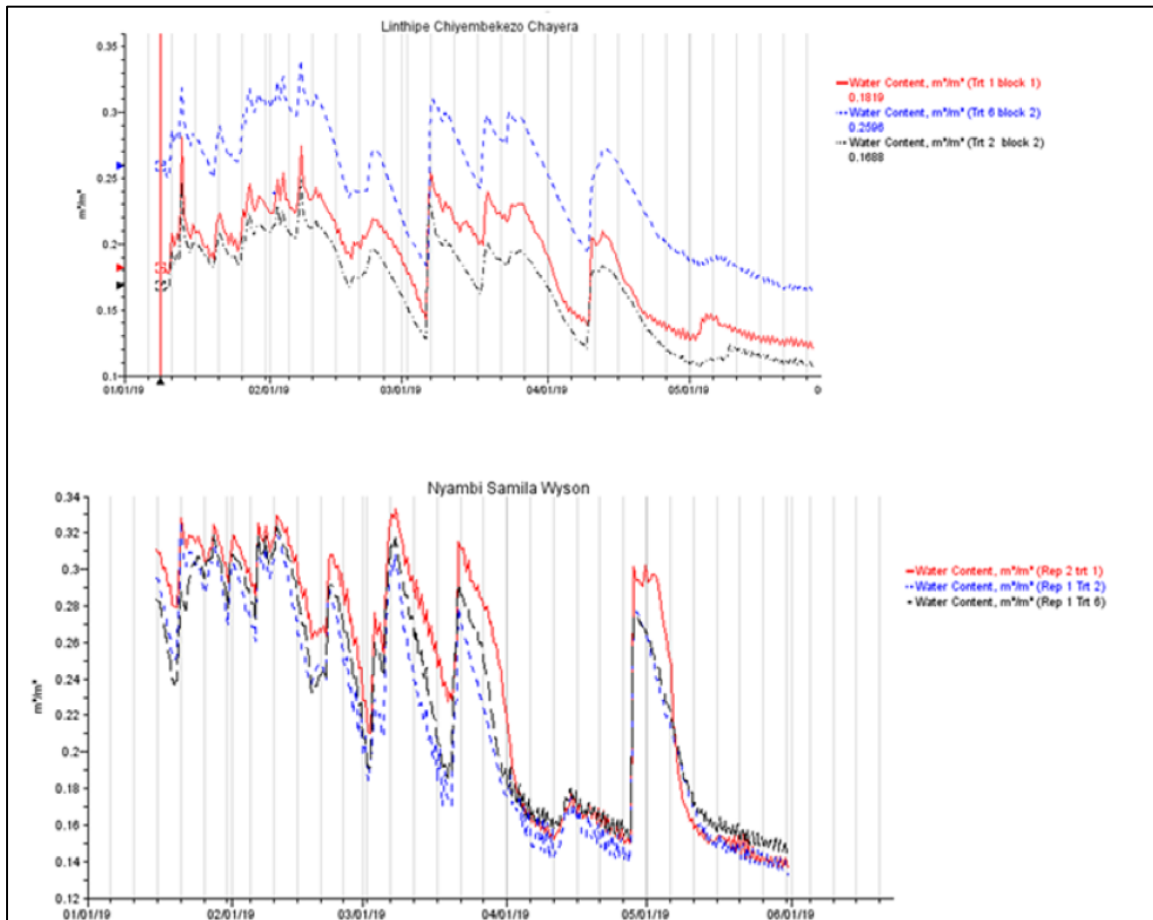 Linthipe Chiyembekezo Chayera
0.35
0.3
0.25
0.2
0.15
0.1
m³/m³
01/01/19 02/01/19 03/01/19 04/01/19 05/01/19 0
Water Content, m³/m³ (Trt 1 block 1)
0.1819
Water Content, m³/m³ (Trt 6 block 2)
0.2596
Water Content, m³/m³ (Trt 2 block 2)
0.1688
Nyambi Samila Wyson
0.34
0.32
0.3
0.28
0.26
0.24
0.22
0.2
0.18
0.16
0.14
0.12
m³/m³
01/01/19 02/01/19 03/01/19 04/01/19 05/01/19 06/01/19
Water Content, m³/m³ (Rep 2 trt 1)
Water Content, m³/m³ (Rep 1 Trt 2)
Water Content, m³/m³ (Rep 1 Trt 6)